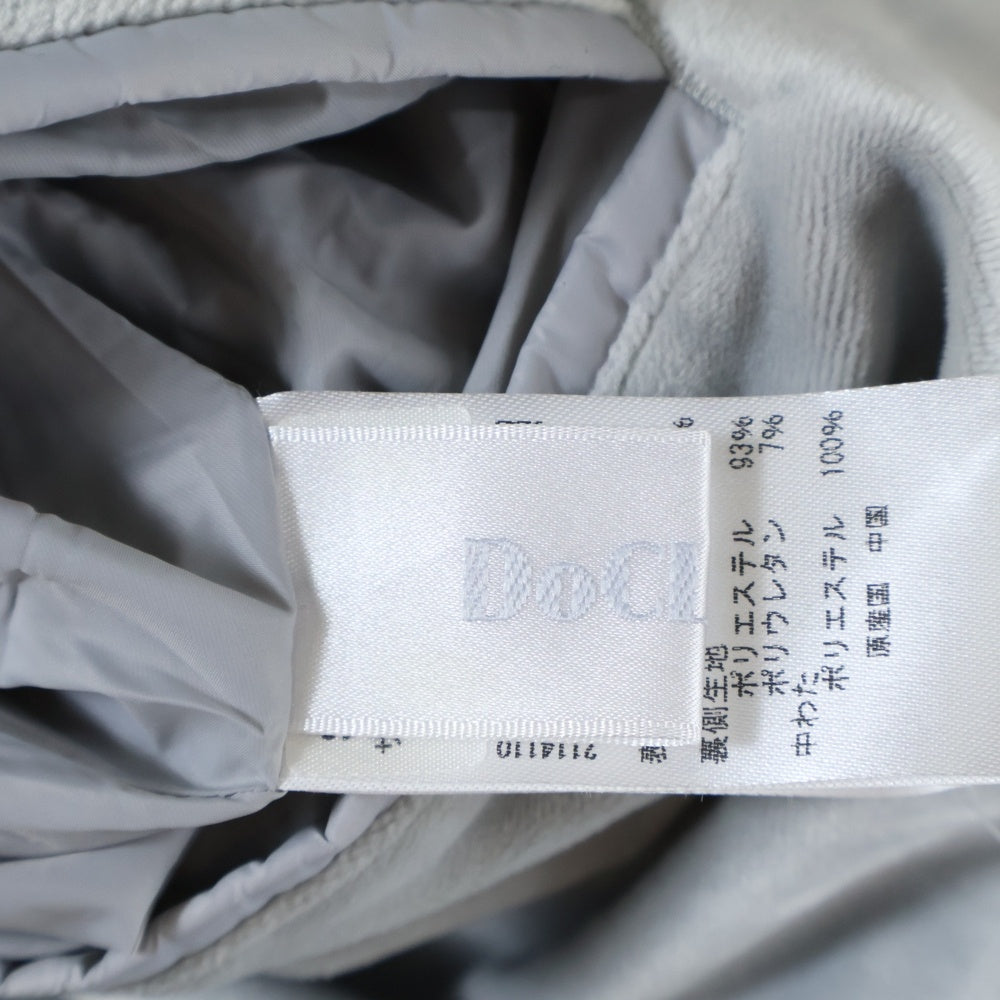 DoCL
2114110
裏側生地
ポリエステル 93%
ポリウレタン 7%
中わた
ポリエステル 100%
原産国 中国